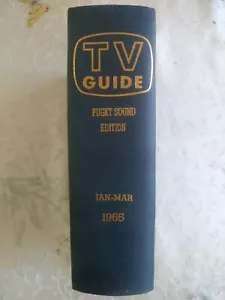 TV
GUIDE
PUGET SOUND
EDITION
JAN-MAR
1965